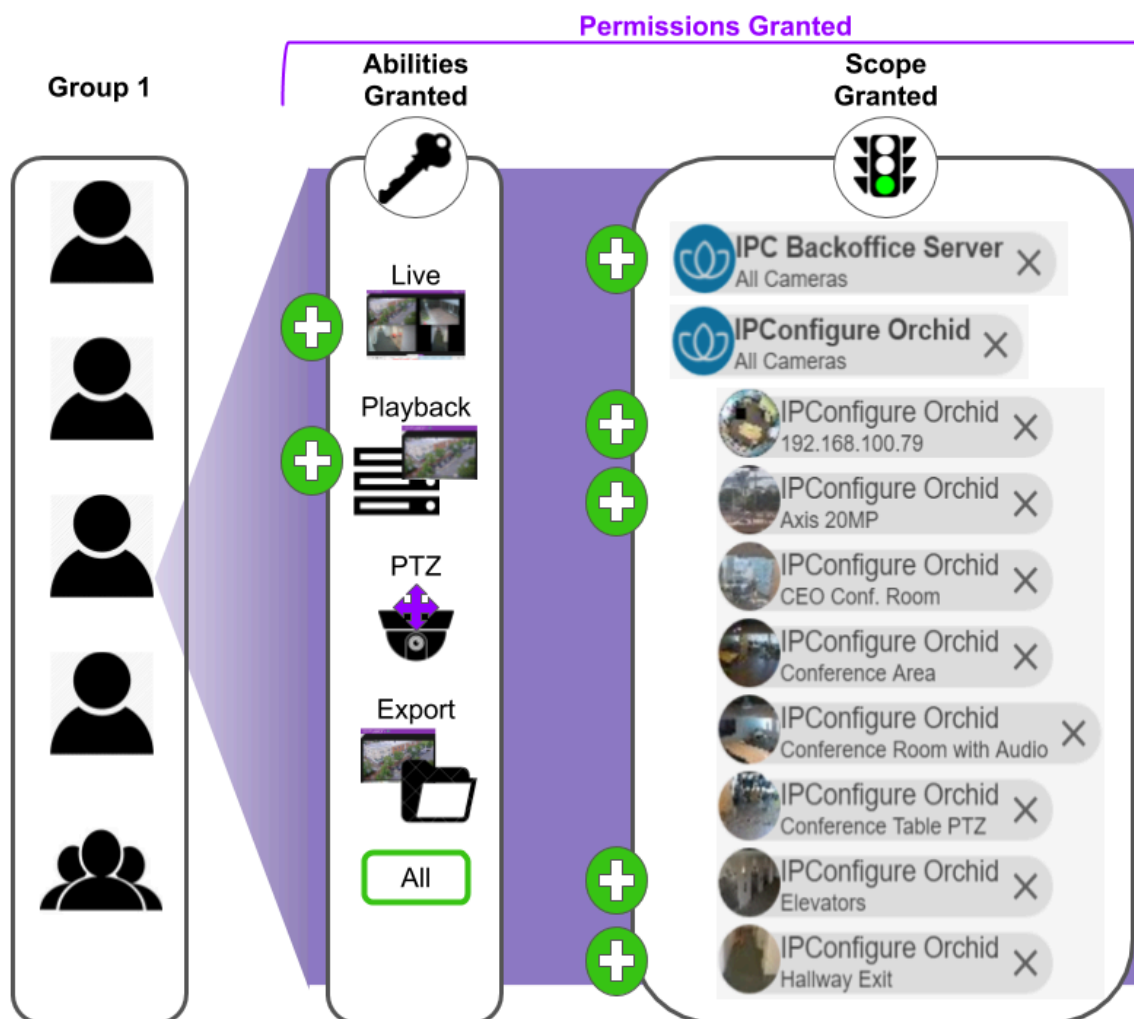 Permissions Granted
Group 1
Abilities
Granted
Scope
Granted
Live
Playback
PTZ
Export
All
IPC Backoffice Server
All Cameras
IPConfigure Orchid
All Cameras
IPConfigure Orchid
192.168.100.79
IPConfigure Orchid
Axis 20MP
IPConfigure Orchid
CEO Conf. Room
IPConfigure Orchid
Conference Area
IPConfigure Orchid
Conference Room with Audio
IPConfigure Orchid
Conference Table PTZ
IPConfigure Orchid
Elevators
IPConfigure Orchid
Hallway Exit